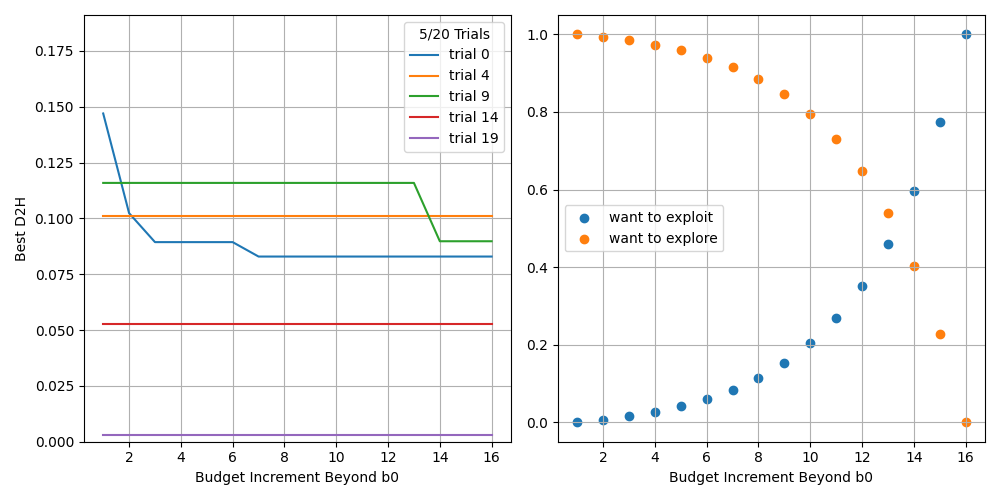 5/20 Trials
trial 0
trial 4
trial 9
trial 14
trial 19
0.175
0.150
0.125
0.100
0.075
0.050
0.025
0.000
Best D2H
2 4 6 8 10 12 14 16
Budget Increment Beyond b0
1.0
0.8
0.6
0.4
0.2
0.0
want to exploit
want to explore
2 4 6 8 10 12 14 16
Budget Increment Beyond b0